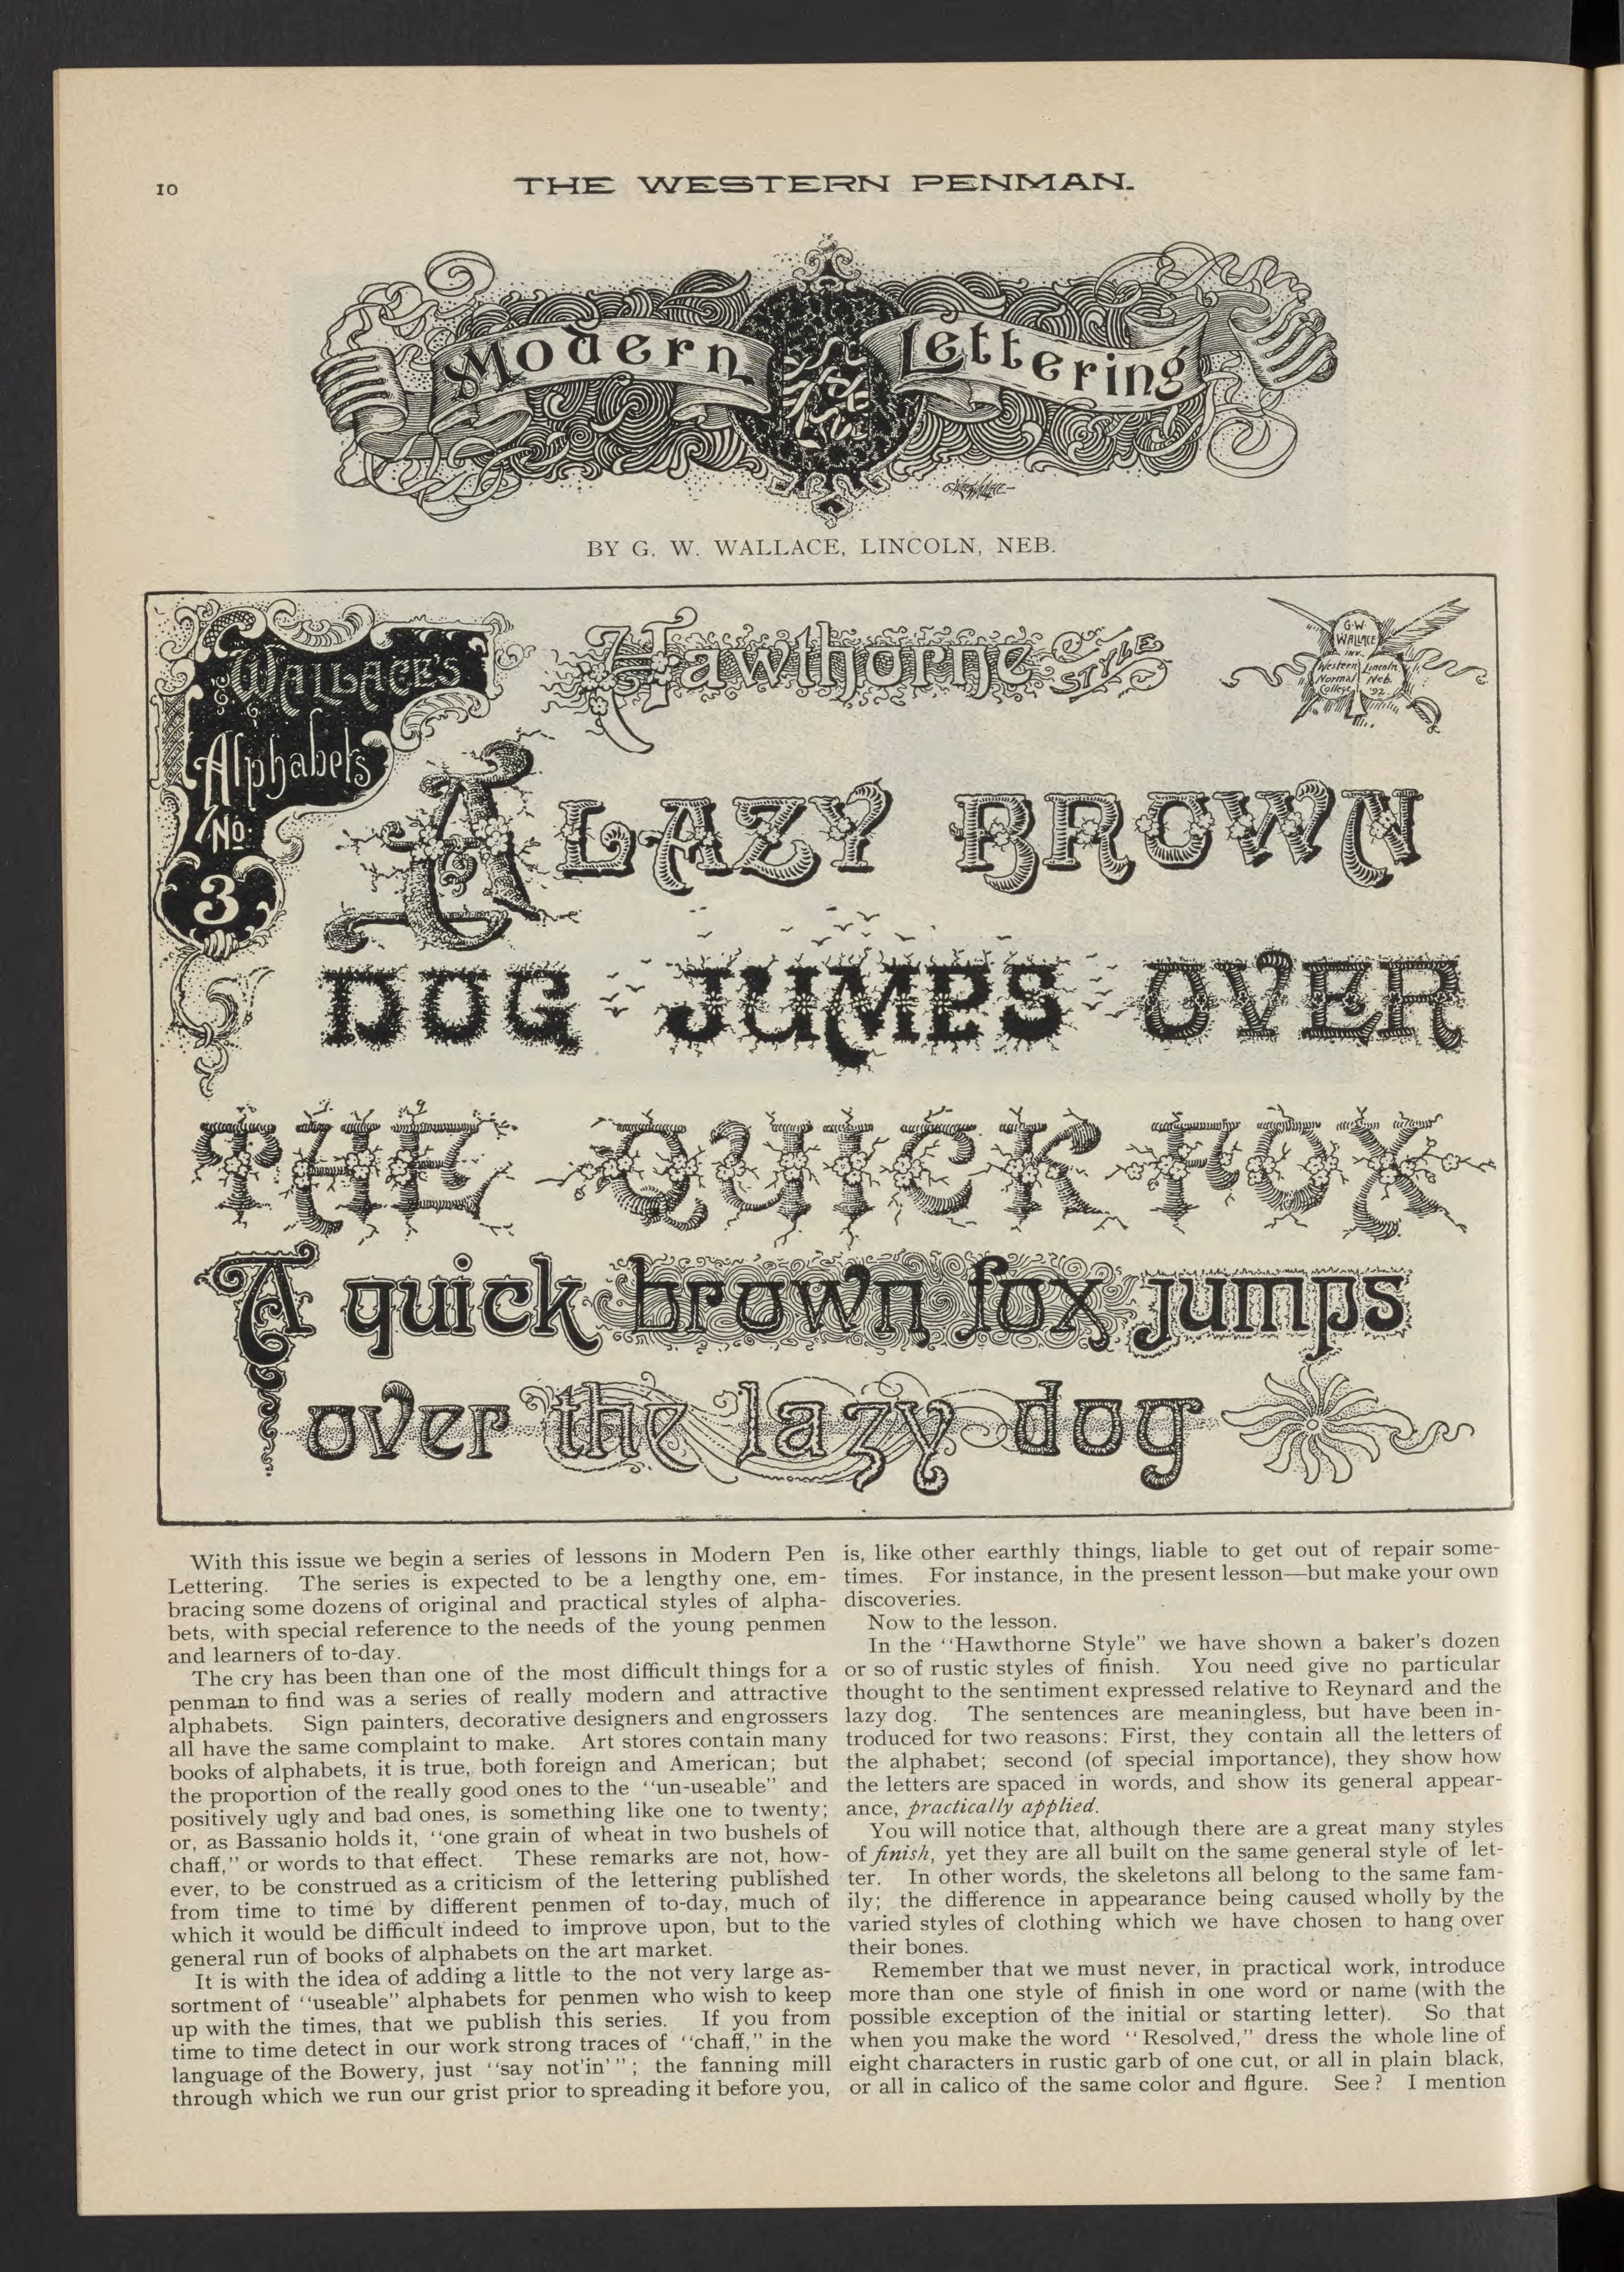 10
THE WESTERN PENMAN.
Modern Lettering
BY G. W. WALLACE, LINCOLN, NEB.
WALLACE'S
Alphabets
No.
3
Hawthorne STYLE
G.W.
WALLACE
inv.
Western Lincoln
Normal Neb.
College '92
A LAZY BROWN
DOG JUMPS OVER
THE QUICK FOX
A quick brown fox jumps
over the lazy dog
With this issue we begin a series of lessons in Modern Pen
Lettering. The series is expected to be a lengthy one, em-
bracing some dozens of original and practical styles of alpha-
bets, with special reference to the needs of the young penmen
and learners of to-day.
The cry has been than one of the most difficult things for a
penman to find was a series of really modern and attractive
alphabets. Sign painters, decorative designers and engrossers
all have the same complaint to make. Art stores contain many
books of alphabets, it is true, both foreign and American; but
the proportion of the really good ones to the "un-useable" and
positively ugly and bad ones, is something like one to twenty;
or, as Bassanio holds it, "one grain of wheat in two bushels of
chaff," or words to that effect. These remarks are not, how-
ever, to be construed as a criticism of the lettering published
from time to time by different penmen of to-day, much of
which it would be difficult indeed to improve upon, but to the
general run of books of alphabets on the art market.
It is with the idea of adding a little to the not very large as-
sortment of "useable" alphabets for penmen who wish to keep
up with the times, that we publish this series. If you from
time to time detect in our work strong traces of "chaff," in the
language of the Bowery, just "say not'in'"; the fanning mill
through which we run our grist prior to spreading it before you,
is, like other earthly things, liable to get out of repair some-
times. For instance, in the present lesson—but make your own
discoveries.
Now to the lesson.
In the "Hawthorne Style" we have shown a baker's dozen
or so of rustic styles of finish. You need give no particular
thought to the sentiment expressed relative to Reynard and the
lazy dog. The sentences are meaningless, but have been in-
troduced for two reasons: First, they contain all the letters of
the alphabet; second (of special importance), they show how
the letters are spaced in words, and show its general appear-
ance, practically applied.
You will notice that, although there are a great many styles
of finish, yet they are all built on the same general style of let-
ter. In other words, the skeletons all belong to the same fam-
ily; the difference in appearance being caused wholly by the
varied styles of clothing which we have chosen to hang over
their bones.
Remember that we must never, in practical work, introduce
more than one style of finish in one word or name (with the
possible exception of the initial or starting letter). So that
when you make the word "Resolved," dress the whole line of
eight characters in rustic garb of one cut, or all in plain black,
or all in calico of the same color and figure. See? I mention